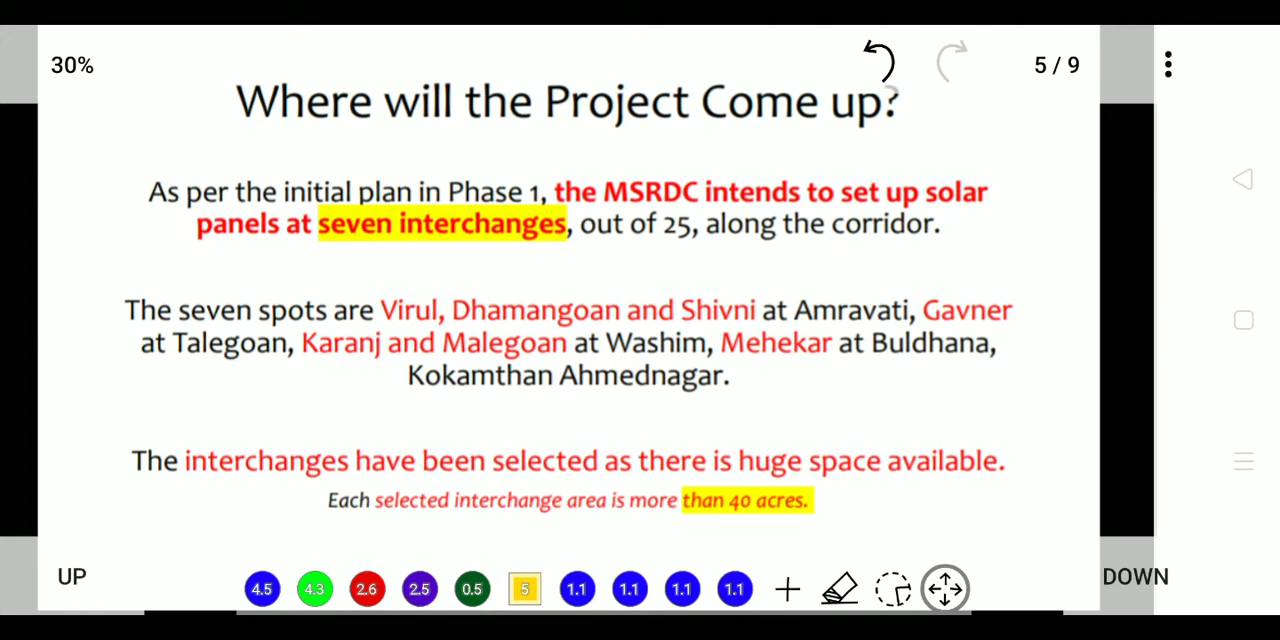 30%
5 / 9
Where will the Project Come up?
As per the initial plan in Phase 1, the MSRDC intends to set up solar
panels at seven interchanges, out of 25, along the corridor.
The seven spots are Virul, Dhamangoan and Shivni at Amravati, Gavner
at Talegoan, Karanj and Malegoan at Washim, Mehekar at Buldhana,
Kokamthan Ahmednagar.
The interchanges have been selected as there is huge space available.
Each selected interchange area is more than 40 acres.
UP
4.5 4.3 2.6 2.5 0.5 5 1.1 1.1 1.1 1.1
DOWN